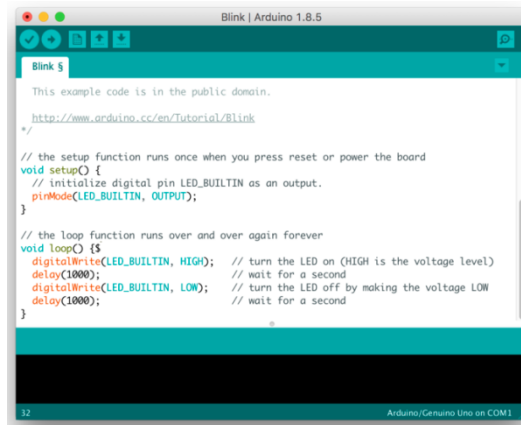 Blink | Arduino 1.8.5
Blink §
This example code is in the public domain.
http://www.arduino.cc/en/Tutorial/Blink
*/
// the setup function runs once when you press reset or power the board
void setup() {
// initialize digital pin LED_BUILTIN as an output.
pinMode(LED_BUILTIN, OUTPUT);
}
// the loop function runs over and over again forever
void loop() {$
digitalWrite(LED_BUILTIN, HIGH); // turn the LED on (HIGH is the voltage level)
delay(1000); // wait for a second
digitalWrite(LED_BUILTIN, LOW); // turn the LED off by making the voltage LOW
delay(1000); // wait for a second
}
32 Arduino/Genuino Uno on COM1